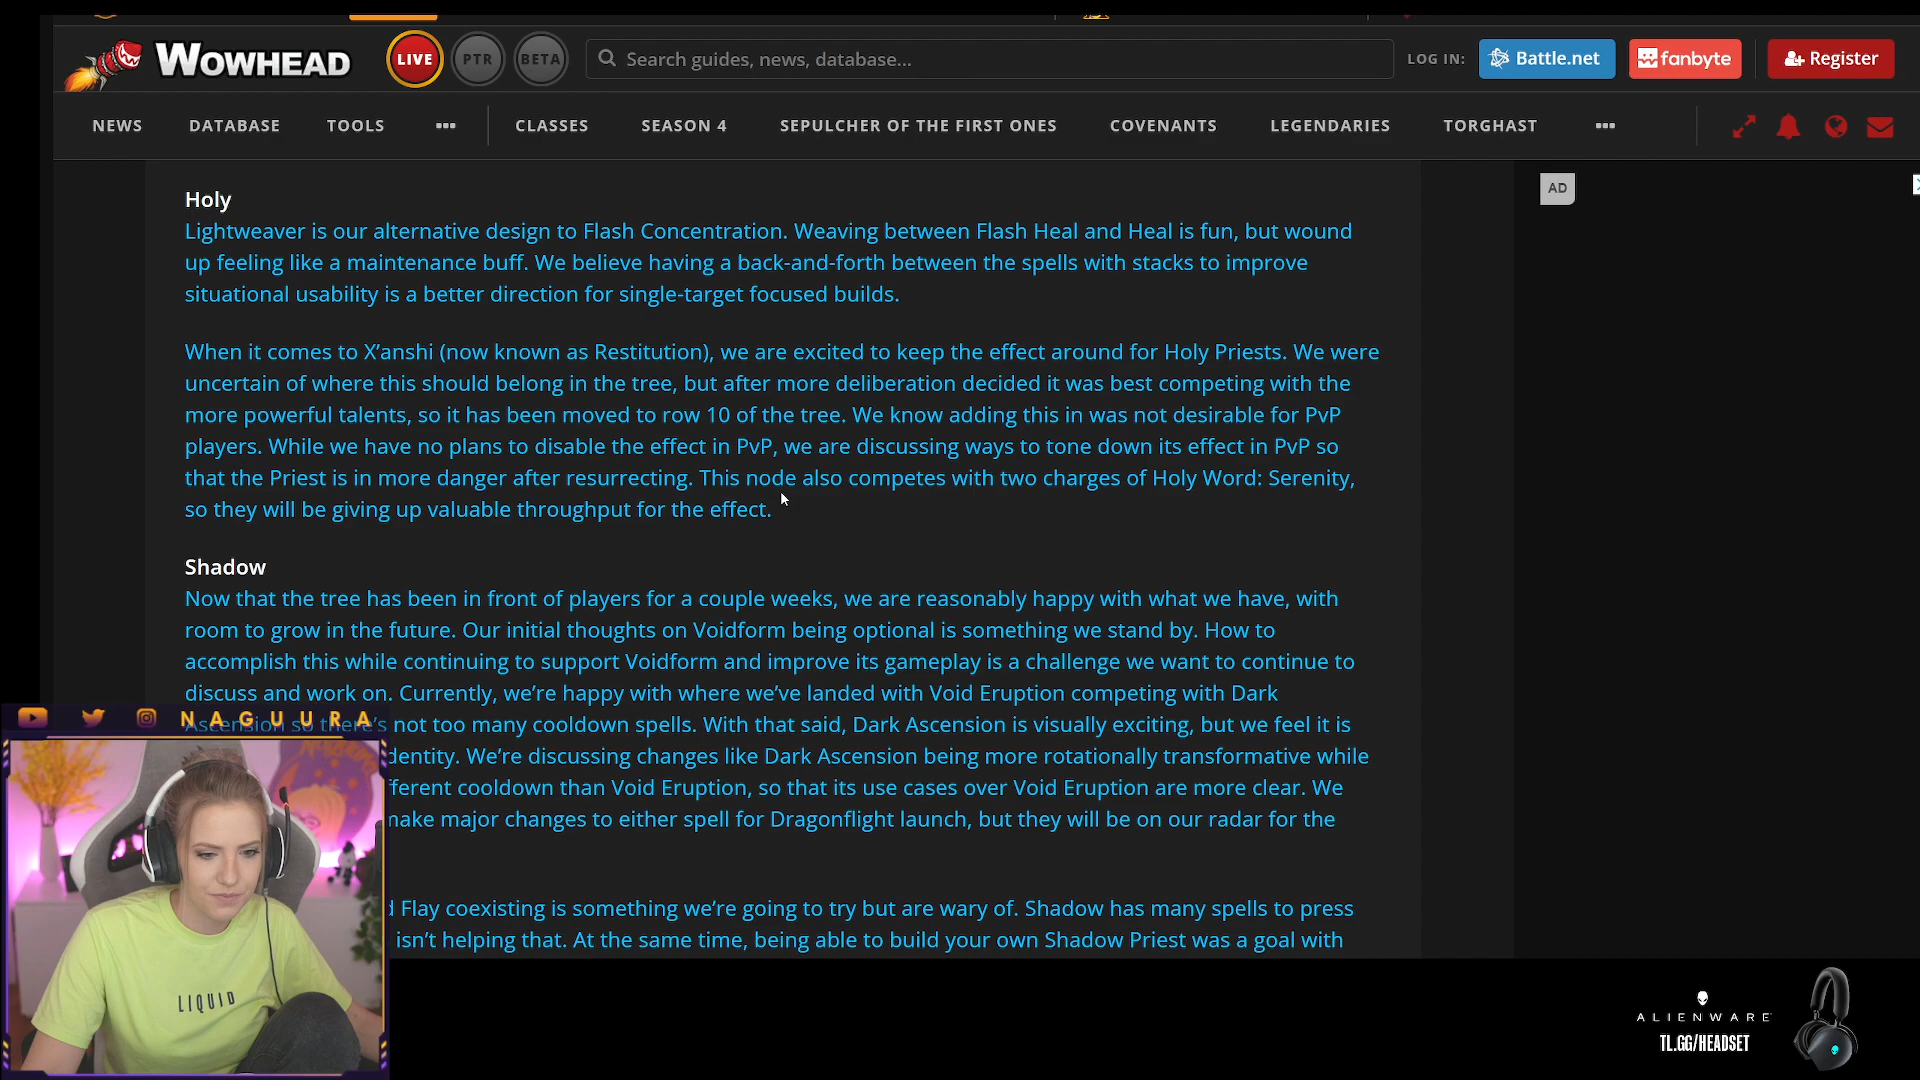 WOWHEAD
LIVE
PTR
BETA
Search guides, news, database...
LOG IN:
Battle.net
fanbyte
Register
NEWS
DATABASE
TOOLS
CLASSES
SEASON 4
SEPULCHER OF THE FIRST ONES
COVENANTS
LEGENDARIES
TORGHAST
AD
Holy
Lightweaver is our alternative design to Flash Concentration. Weaving between Flash Heal and Heal is fun, but wound
up feeling like a maintenance buff. We believe having a back-and-forth between the spells with stacks to improve
situational usability is a better direction for single-target focused builds.
When it comes to X’anshi (now known as Restitution), we are excited to keep the effect around for Holy Priests. We were
uncertain of where this should belong in the tree, but after more deliberation decided it was best competing with the
more powerful talents, so it has been moved to row 10 of the tree. We know adding this in was not desirable for PvP
players. While we have no plans to disable the effect in PvP, we are discussing ways to tone down its effect in PvP so
that the Priest is in more danger after resurrecting. This node also competes with two charges of Holy Word: Serenity,
so they will be giving up valuable throughput for the effect.
Shadow
Now that the tree has been in front of players for a couple weeks, we are reasonably happy with what we have, with
room to grow in the future. Our initial thoughts on Voidform being optional is something we stand by. How to
accomplish this while continuing to support Voidform and improve its gameplay is a challenge we want to continue to
discuss and work on. Currently, we’re happy with where we’ve landed with Void Eruption competing with Dark
Ascension so there’s not too many cooldown spells. With that said, Dark Ascension is visually exciting, but we feel it is
dentity. We’re discussing changes like Dark Ascension being more rotationally transformative while
fferent cooldown than Void Eruption, so that its use cases over Void Eruption are more clear. We
make major changes to either spell for Dragonflight launch, but they will be on our radar for the
d Flay coexisting is something we’re going to try but are wary of. Shadow has many spells to press
isn’t helping that. At the same time, being able to build your own Shadow Priest was a goal with
NAGUURA
LIQUID
ALIENWARE
TL.GG/HEADSET